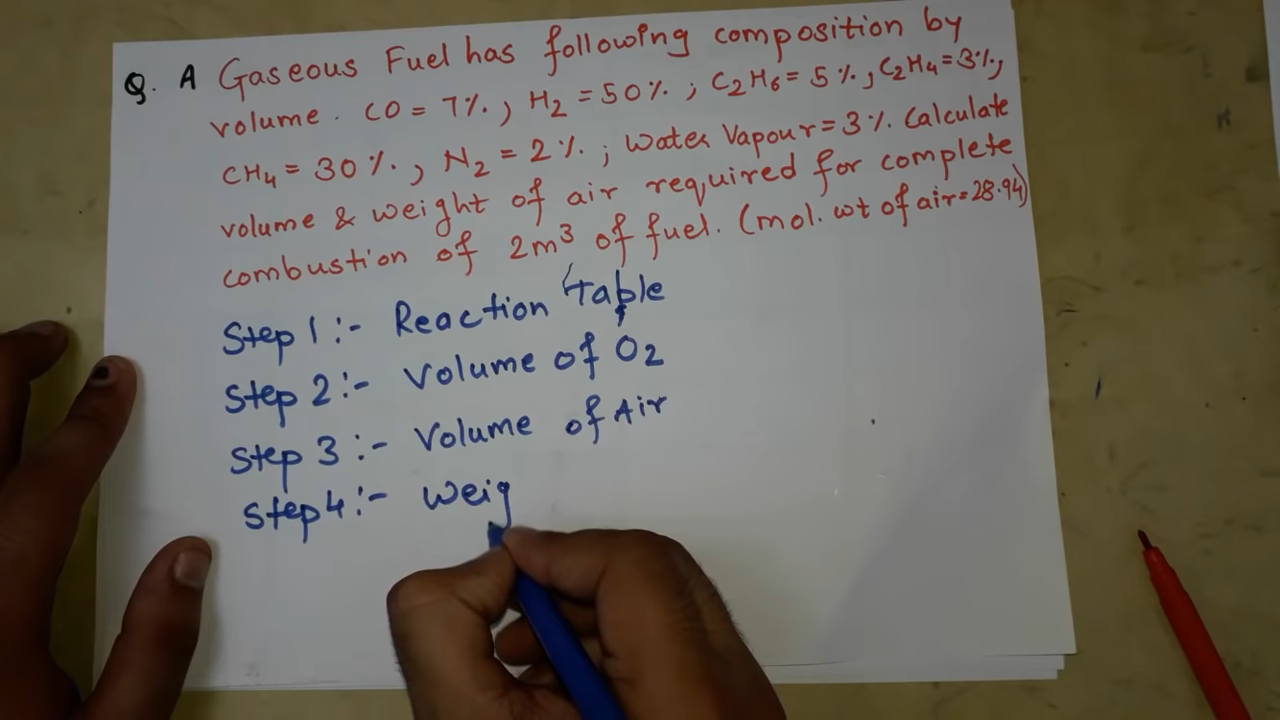 Q. A Gaseous Fuel has following composition by
volume. CO = 7%, H2 = 50%, C2H6 = 5%, C2H4 = 3%,
CH4 = 30%, N2 = 2%, Water Vapour = 3%. Calculate
volume & weight of air required for complete
combustion of 2m³ of fuel. (mol. wt of air = 28.94)
Step 1 :- Reaction Table
Step 2 :- Volume of O2
Step 3 :- Volume of Air
Step 4 :- Weig